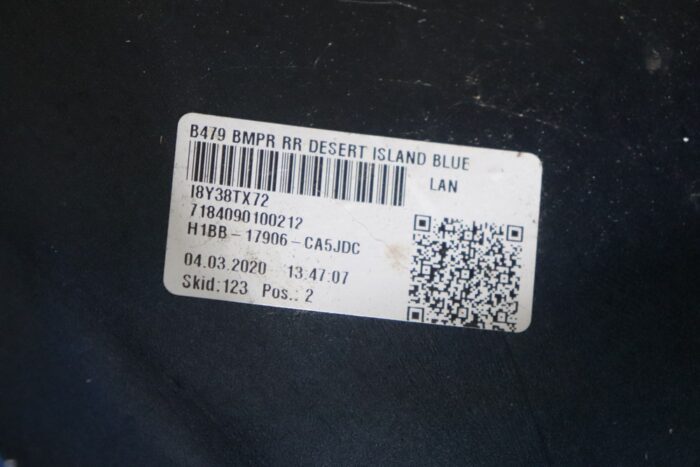 B479 BMPR RR DESERT ISLAND BLUE
LAN
I8Y38TX72
7184090100212
H1BB-17906-CA5JDC
04.03.2020 13:47:07
Skid:123 Pos.: 2